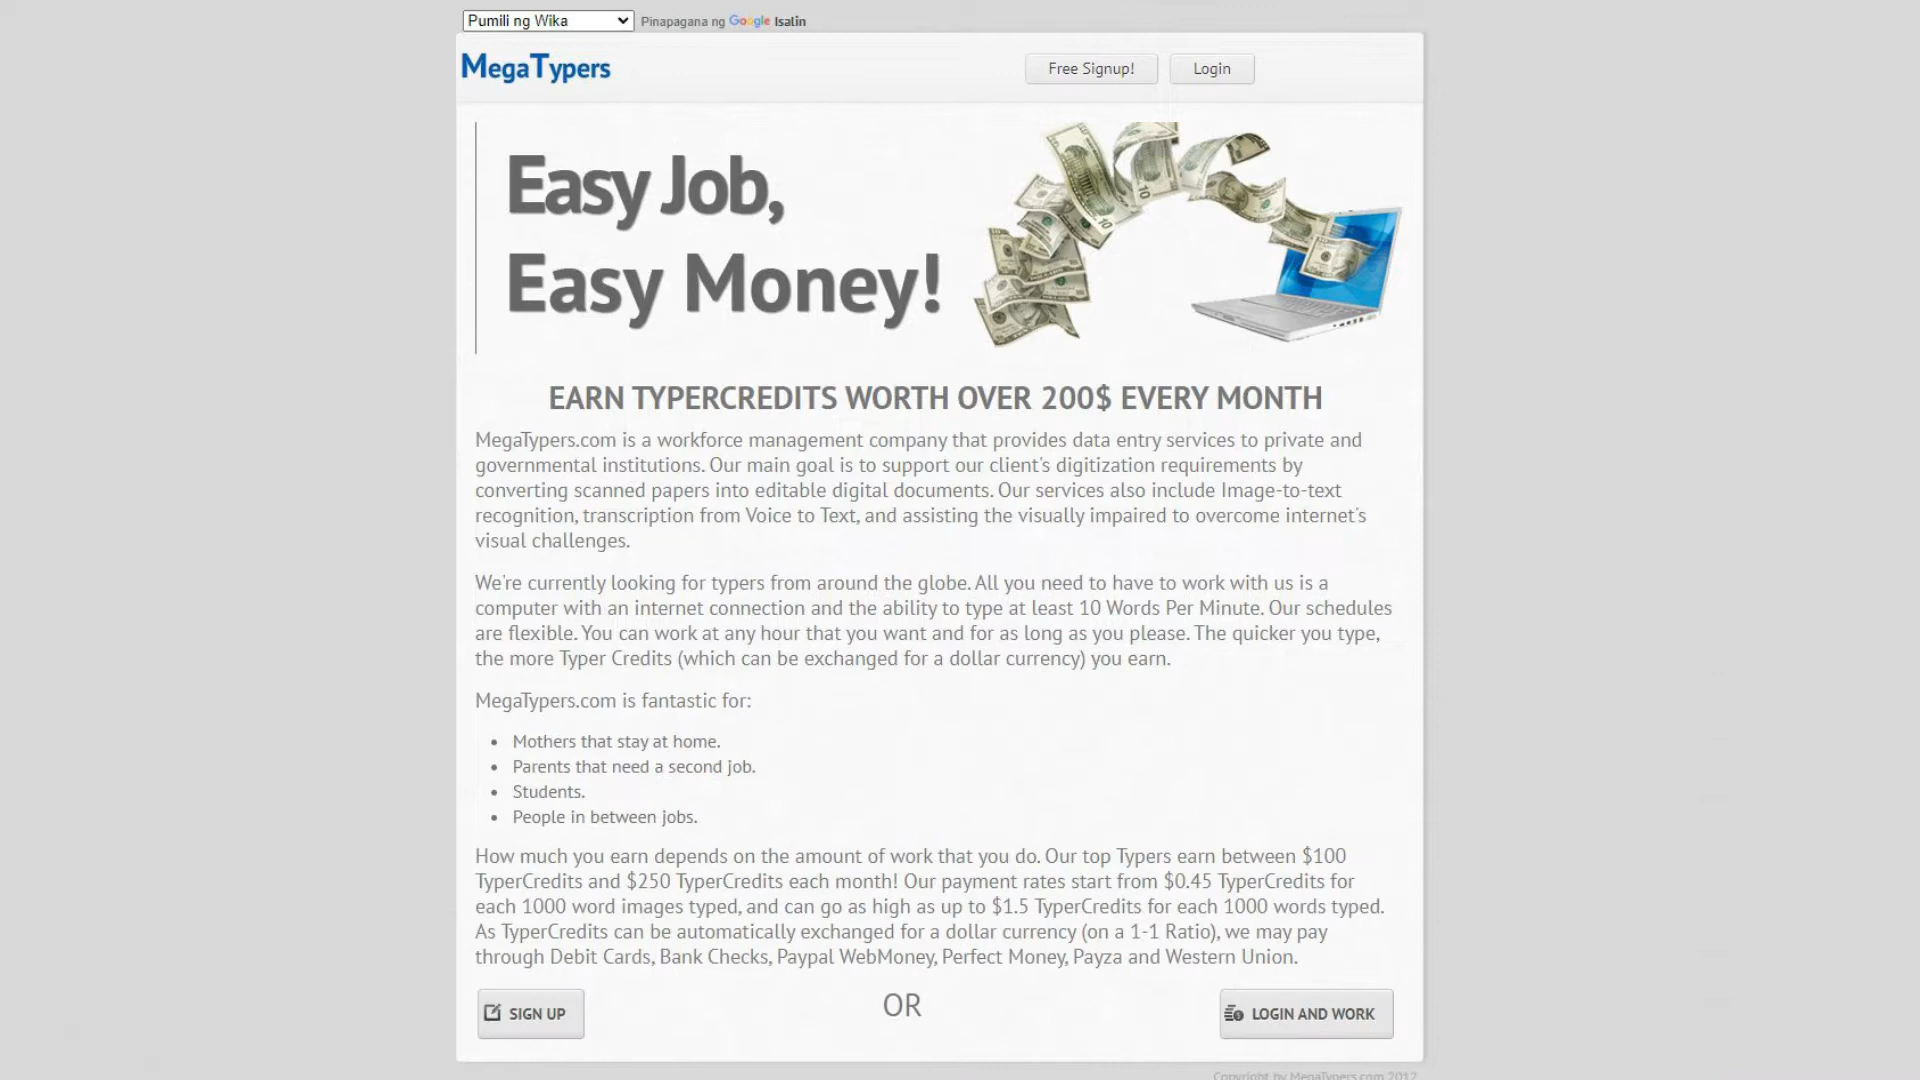 Pumili ng Wika Pinapagana ng Google Isalin
MegaTypers
Free Signup! Login
Easy Job,
Easy Money!
EARN TYPERCREDITS WORTH OVER 200$ EVERY MONTH
MegaTypers.com is a workforce management company that provides data entry services to private and
governmental institutions. Our main goal is to support our client's digitization requirements by
converting scanned papers into editable digital documents. Our services also include Image-to-text
recognition, transcription from Voice to Text, and assisting the visually impaired to overcome internet's
visual challenges.
We're currently looking for typers from around the globe. All you need to have to work with us is a
computer with an internet connection and the ability to type at least 10 Words Per Minute. Our schedules
are flexible. You can work at any hour that you want and for as long as you please. The quicker you type,
the more Typer Credits (which can be exchanged for a dollar currency) you earn.
MegaTypers.com is fantastic for:
• Mothers that stay at home.
• Parents that need a second job.
• Students.
• People in between jobs.
How much you earn depends on the amount of work that you do. Our top Typers earn between $100
TyperCredits and $250 TyperCredits each month! Our payment rates start from $0.45 TyperCredits for
each 1000 word images typed, and can go as high as up to $1.5 TyperCredits for each 1000 words typed.
As TyperCredits can be automatically exchanged for a dollar currency (on a 1-1 Ratio), we may pay
through Debit Cards, Bank Checks, Paypal WebMoney, Perfect Money, Payza and Western Union.
SIGN UP OR LOGIN AND WORK
Copyright by MegaTypers.com 2017